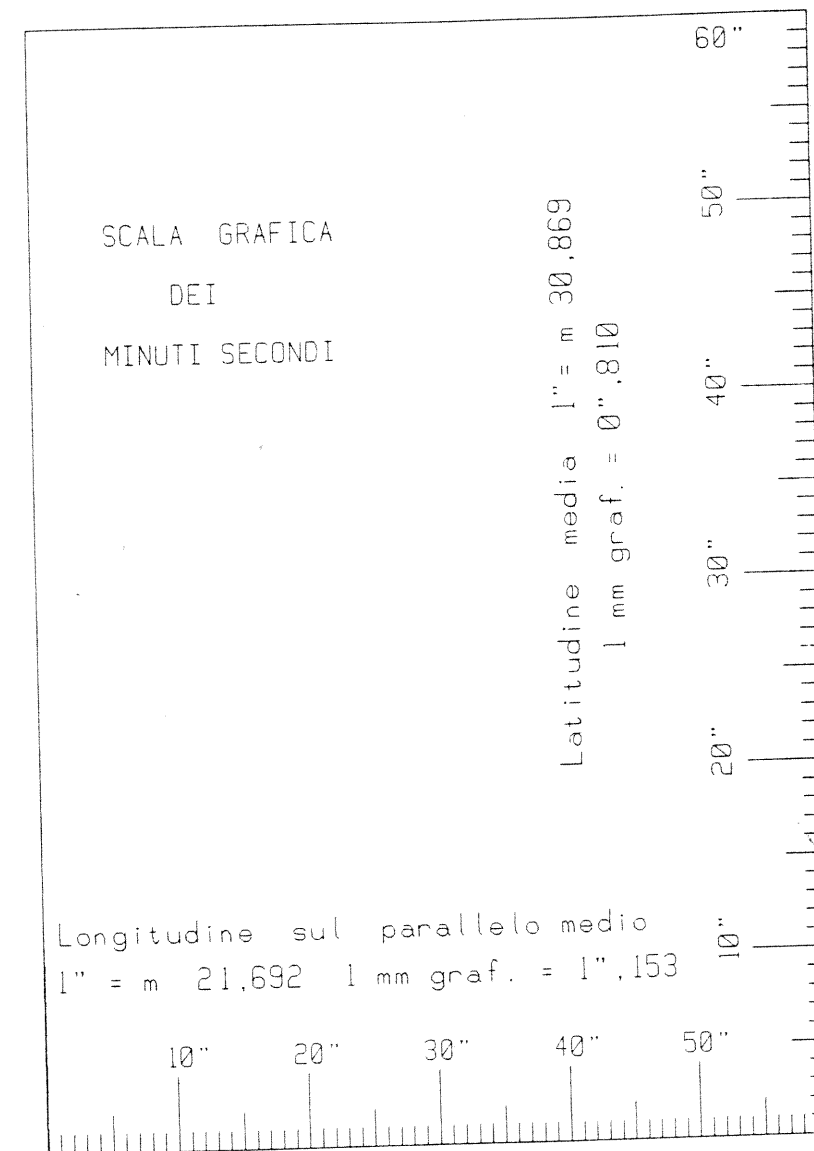 SCALA GRAFICA
DEI
MINUTI SECONDI
Latitudine media 1" = m 30,869
1 mm graf. = 0",810
60"
50"
40"
30"
20"
10"
Longitudine sul parallelo medio
1" = m 21,692 1 mm graf. = 1",153
10" 20" 30" 40" 50"